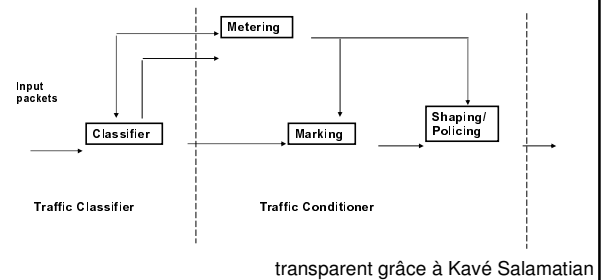 Metering
Input
packets
Classifier
Marking
Shaping/
Policing
Traffic Classifier
Traffic Conditioner
transparent grâce à Kavé Salamatian